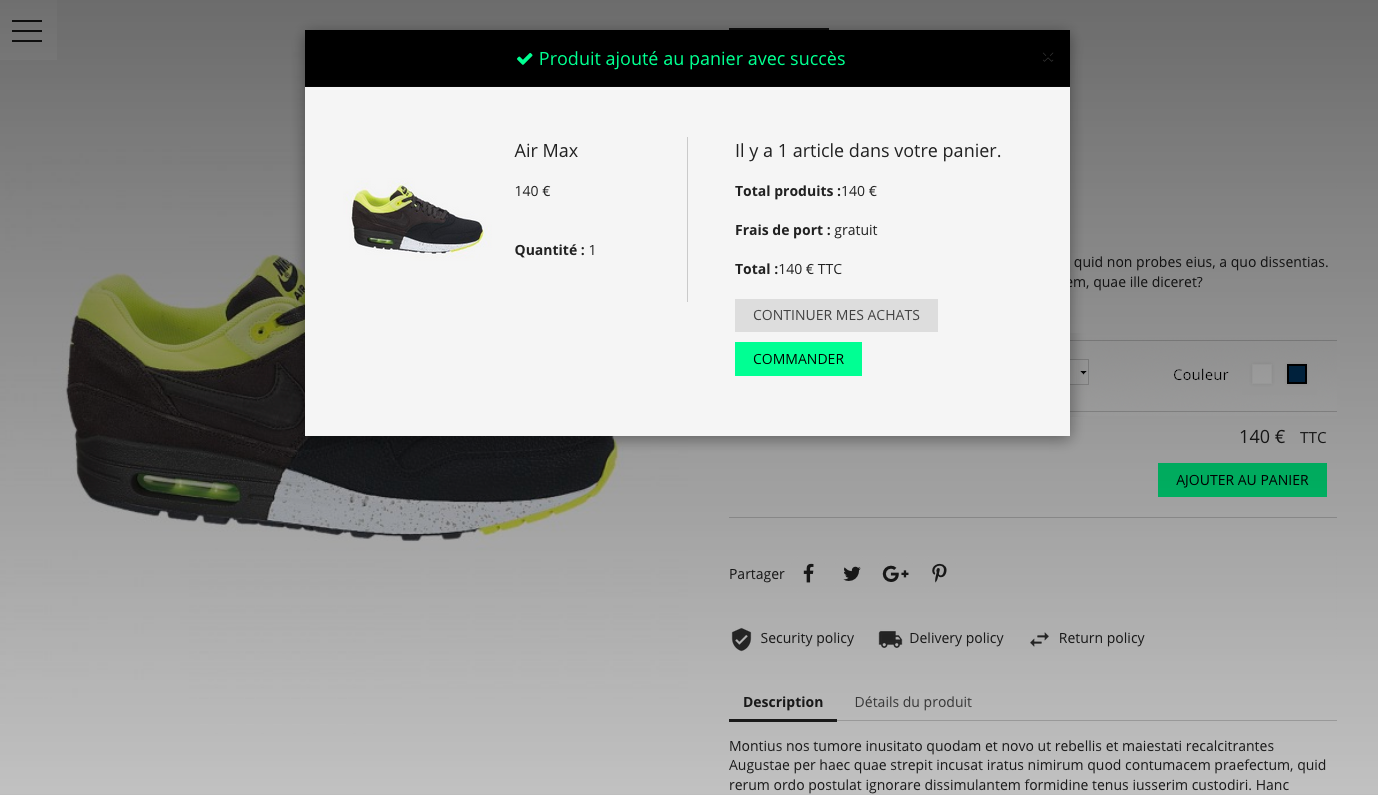 Produit ajouté au panier avec succès
×
Air Max
140 €
Quantité : 1
Il y a 1 article dans votre panier.
Total produits :140 €
Frais de port : gratuit
Total :140 € TTC
CONTINUER MES ACHATS
COMMANDER
quid non probes eius, a quo dissentias.
quae ille diceret?
Couleur
140 € TTC
AJOUTER AU PANIER
Partager
Security policy Delivery policy Return policy
Description Détails du produit
Montius nos tumore inusitato quodam et novo ut rebellis et maiestati recalcitrantes
Augustae per haec quae strepit incusat iratus nimirum quod contumacem praefectum, quid
rerum ordo postulat ignorare dissimulantem formidine tenus iusserim custodiri. Hanc